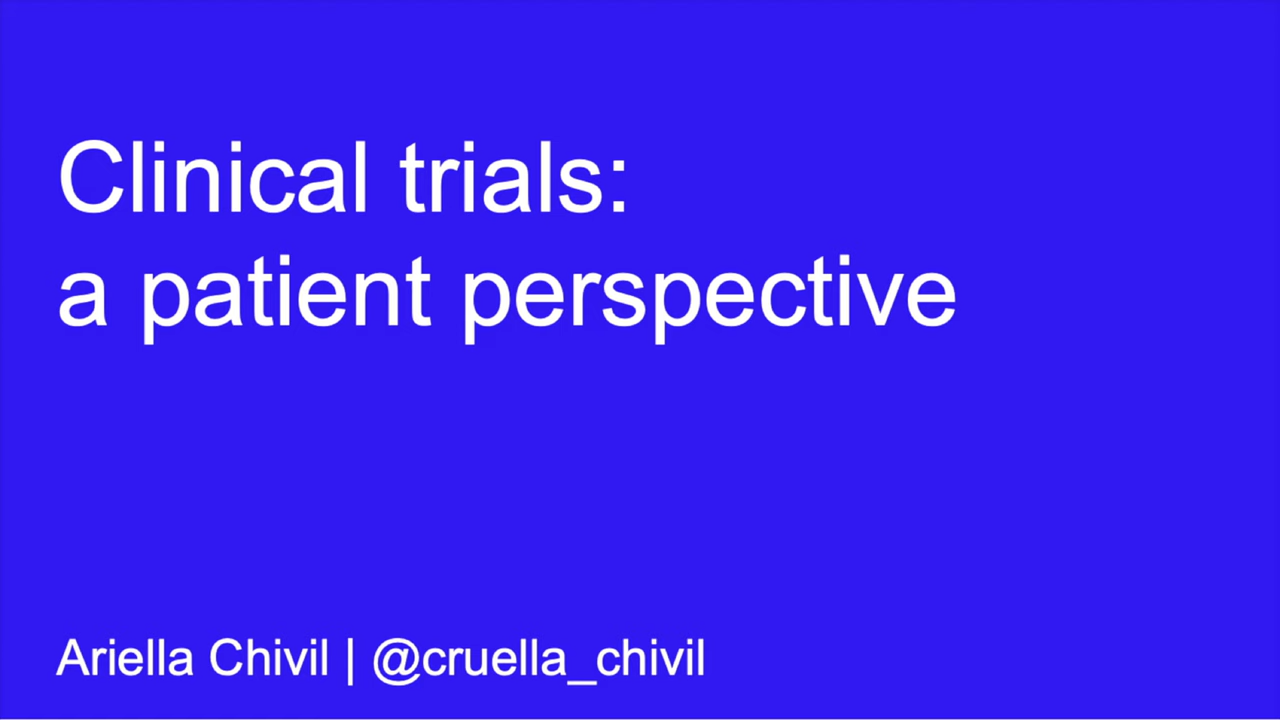 Clinical trials:
a patient perspective
Ariella Chivil | @cruella_chivil